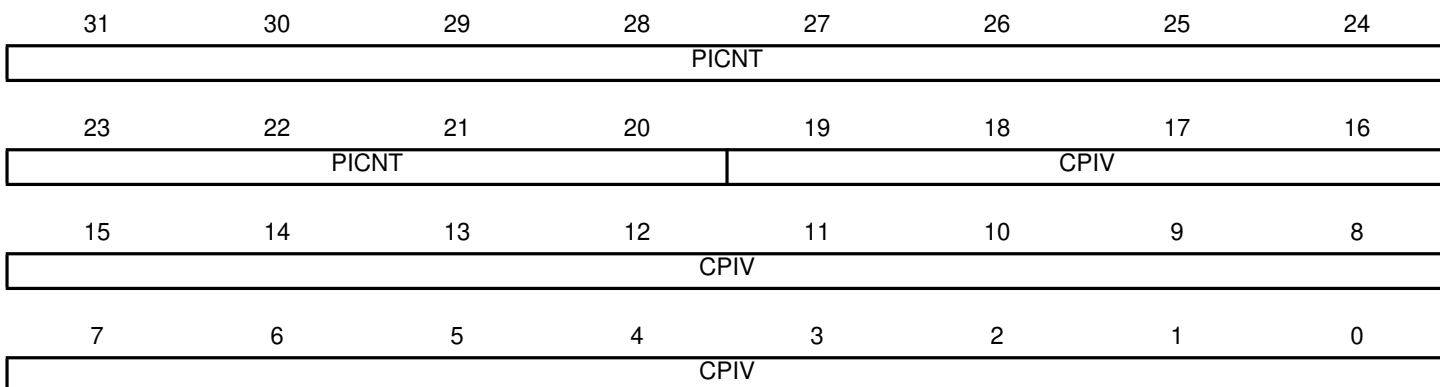 31 30 29 28 27 26 25 24
PICNT
23 22 21 20 19 18 17 16
PICNT CPIV
15 14 13 12 11 10 9 8
CPIV
7 6 5 4 3 2 1 0
CPIV